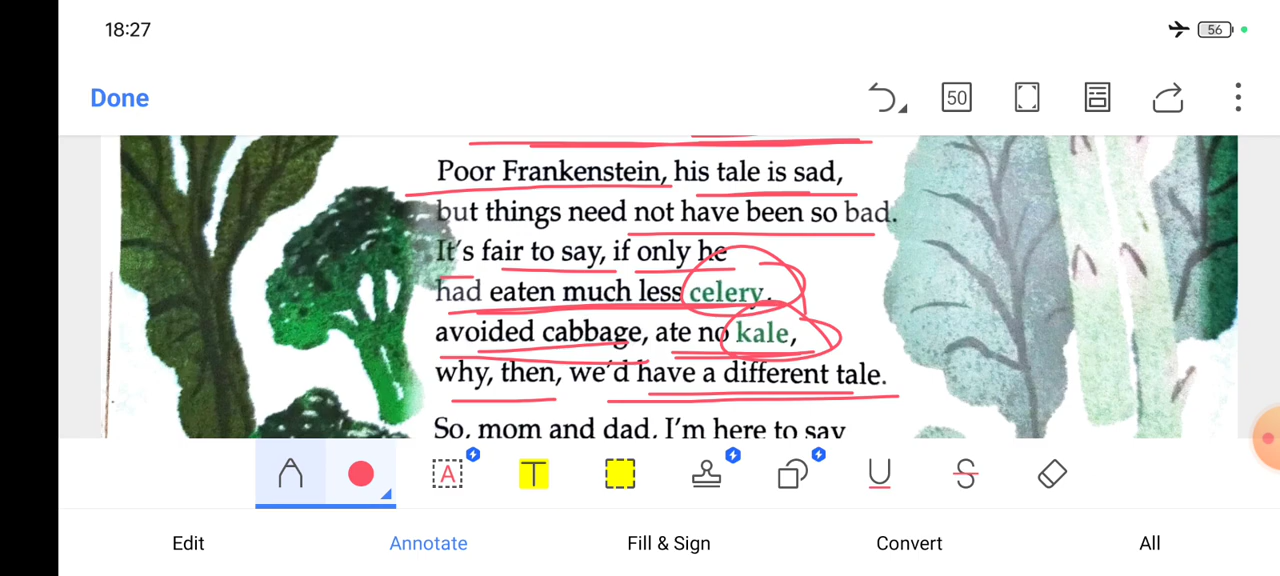 18:27
56
Done
50
Poor Frankenstein, his tale is sad,
but things need not have been so bad.
It's fair to say, if only he
had eaten much less celery,
avoided cabbage, ate no kale,
why, then, we'd have a different tale.
So, mom and dad, I'm here to say
A T U S
Edit Annotate Fill & Sign Convert All